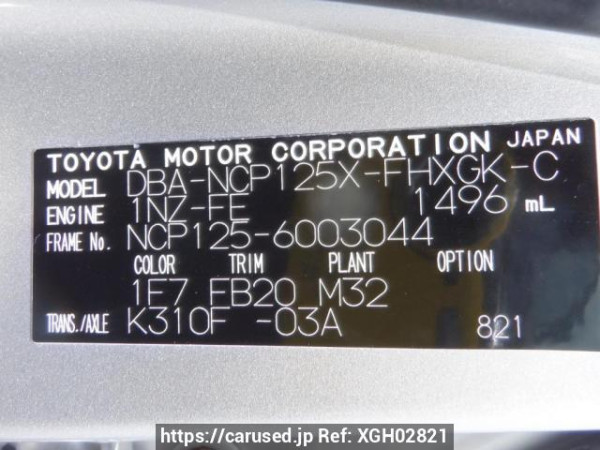 TOYOTA MOTOR CORPORATION JAPAN
MODEL DBA-NCP125X-FHXGK-C
ENGINE 1NZ-FE 1496 mL
FRAME No. NCP125-6003044
COLOR TRIM PLANT OPTION
1F7 FB20 M32
TRANS./AXLE K310F -03A 821
https://carused.jp Ref: XGH02821